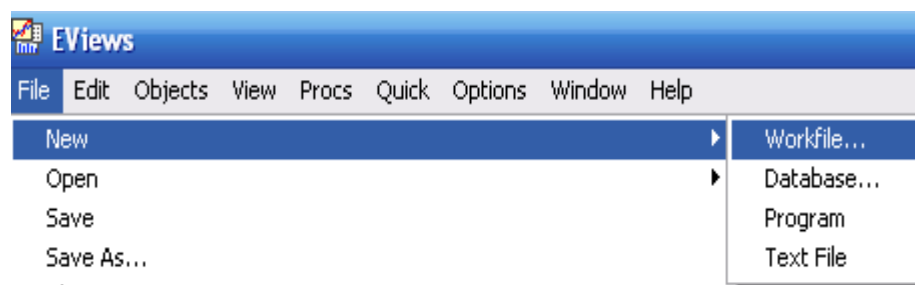 EViews
File Edit Objects View Procs Quick Options Window Help
New Workfile...
Open Database...
Save Program
Save As... Text File